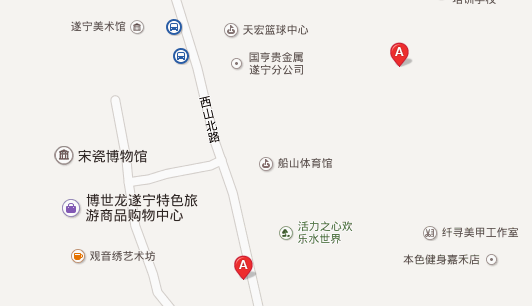 培训学校
遂宁美术馆
天宏篮球中心
国亨贵金属
遂宁分公司
A
西山北路
宋瓷博物馆
船山体育馆
博世龙遂宁特色旅
游商品购物中心
活力之心欢
乐水世界
纤寻美甲工作室
观音绣艺术坊
本色健身嘉禾店
A